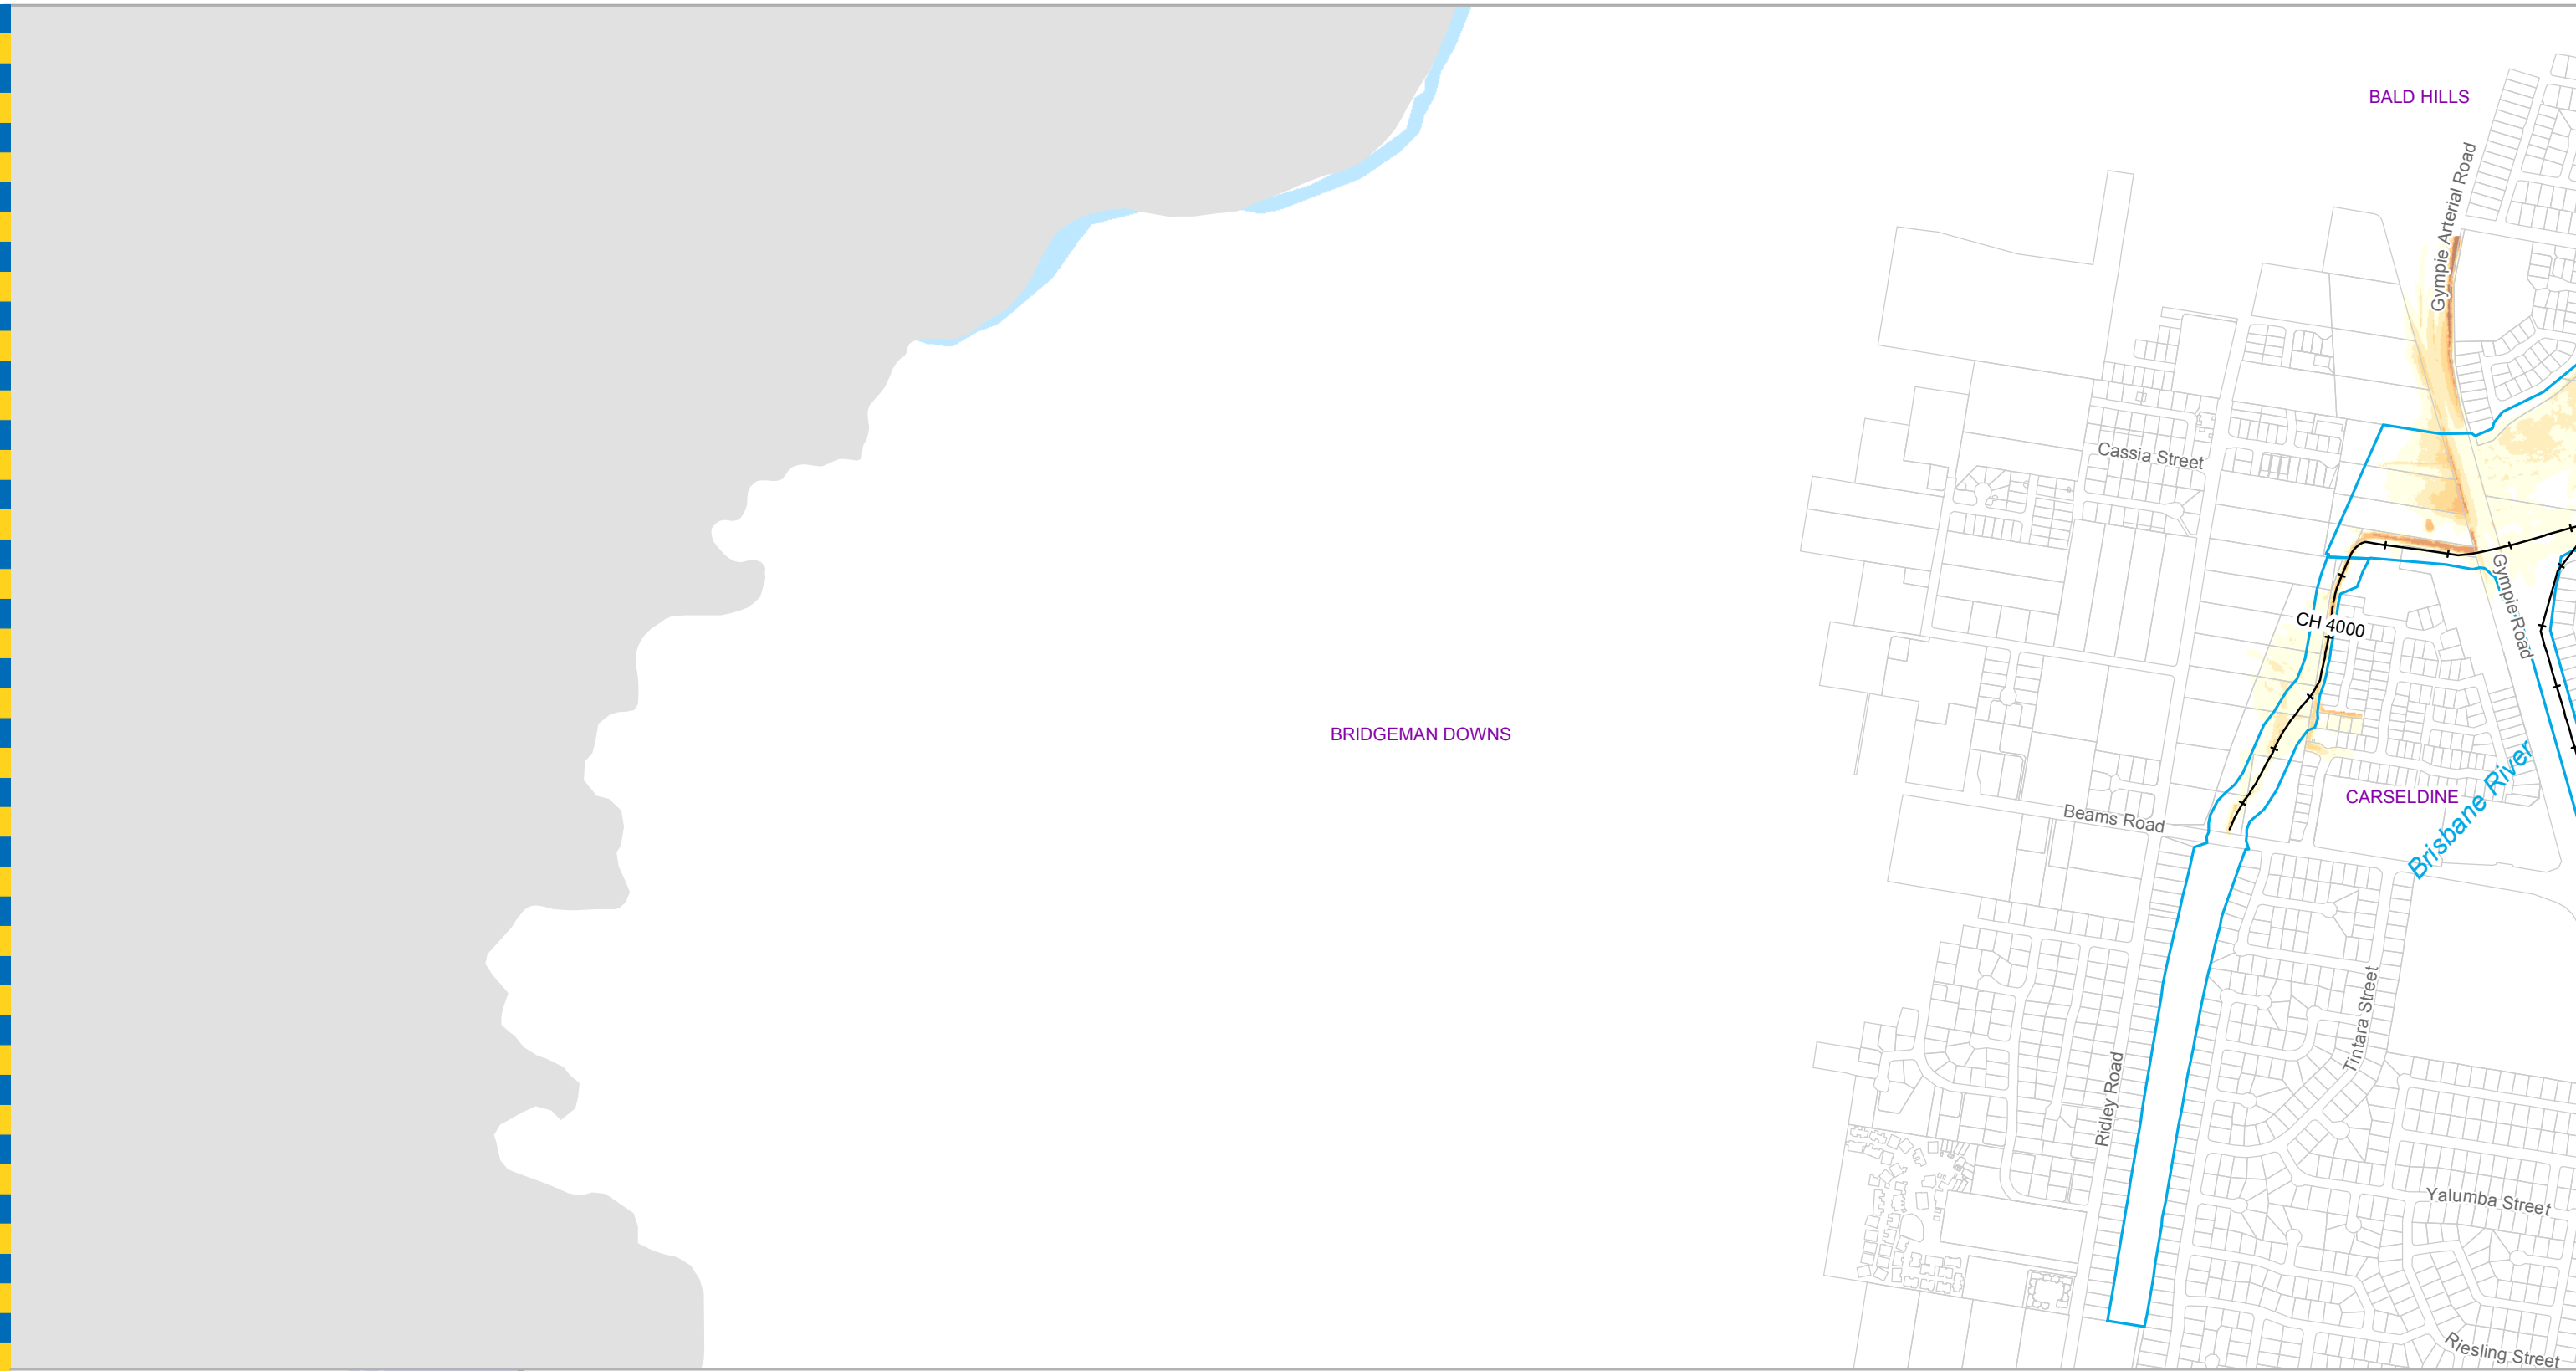 BALD HILLS
Gympie Arterial Road
Cassia Street
Gympie Road
CH 4000
BRIDGEMAN DOWNS
CARSELDINE
Brisbane River
Beams Road
Tintara Street
Ridley Road
Yalumba Street
Riesling Street